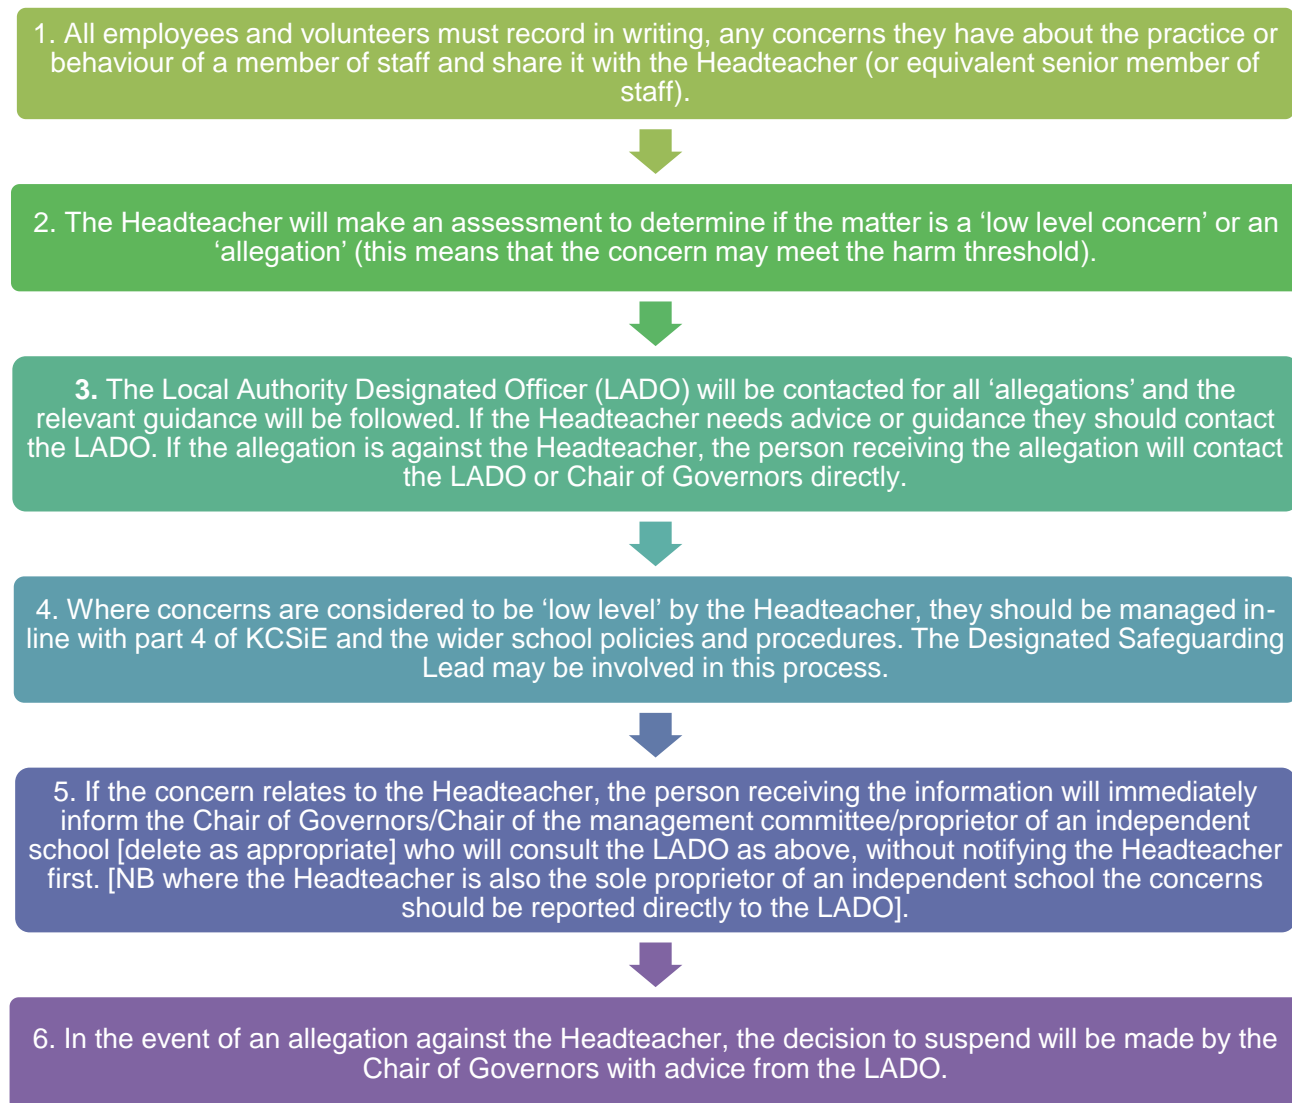 1. All employees and volunteers must record in writing, any concerns they have about the practice or
behaviour of a member of staff and share it with the Headteacher (or equivalent senior member of
staff).
2. The Headteacher will make an assessment to determine if the matter is a ‘low level concern’ or an
‘allegation’ (this means that the concern may meet the harm threshold).
3. The Local Authority Designated Officer (LADO) will be contacted for all ‘allegations’ and the
relevant guidance will be followed. If the Headteacher needs advice or guidance they should contact
the LADO. If the allegation is against the Headteacher, the person receiving the allegation will contact
the LADO or Chair of Governors directly.
4. Where concerns are considered to be ‘low level’ by the Headteacher, they should be managed in-
line with part 4 of KCSiE and the wider school policies and procedures. The Designated Safeguarding
Lead may be involved in this process.
5. If the concern relates to the Headteacher, the person receiving the information will immediately
inform the Chair of Governors/Chair of the management committee/proprietor of an independent
school [delete as appropriate] who will consult the LADO as above, without notifying the Headteacher
first. [NB where the Headteacher is also the sole proprietor of an independent school the concerns
should be reported directly to the LADO].
6. In the event of an allegation against the Headteacher, the decision to suspend will be made by the
Chair of Governors with advice from the LADO.